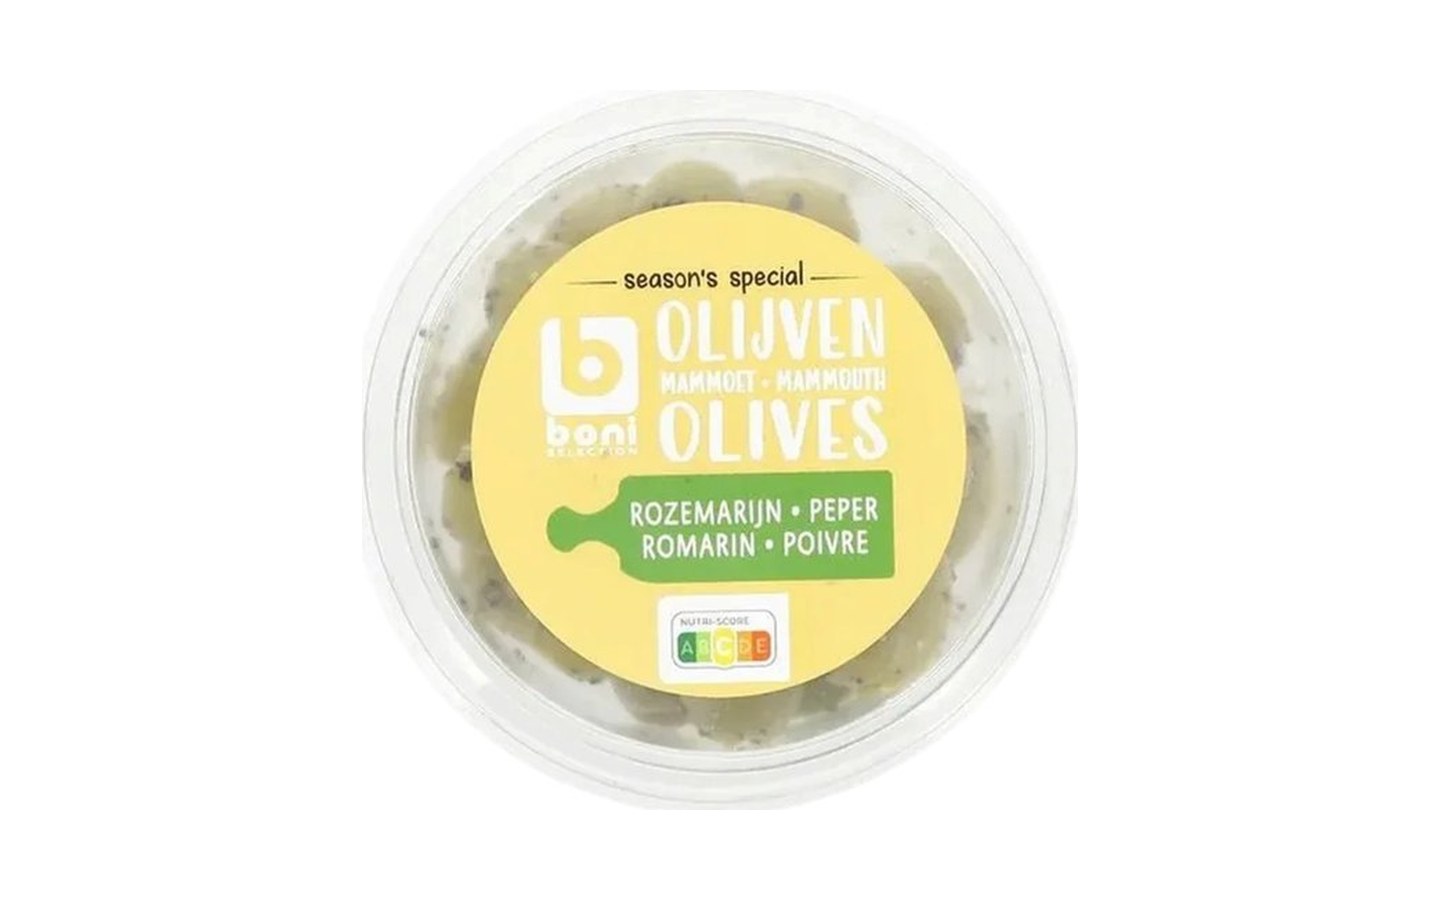 season's special
OLIJVEN
MAMMOET • MAMMOUTH
OLIVES
boni
SELECTION
ROZEMARIJN • PEPER
ROMARIN • POIVRE
NUTRI-SCORE
A B C D E